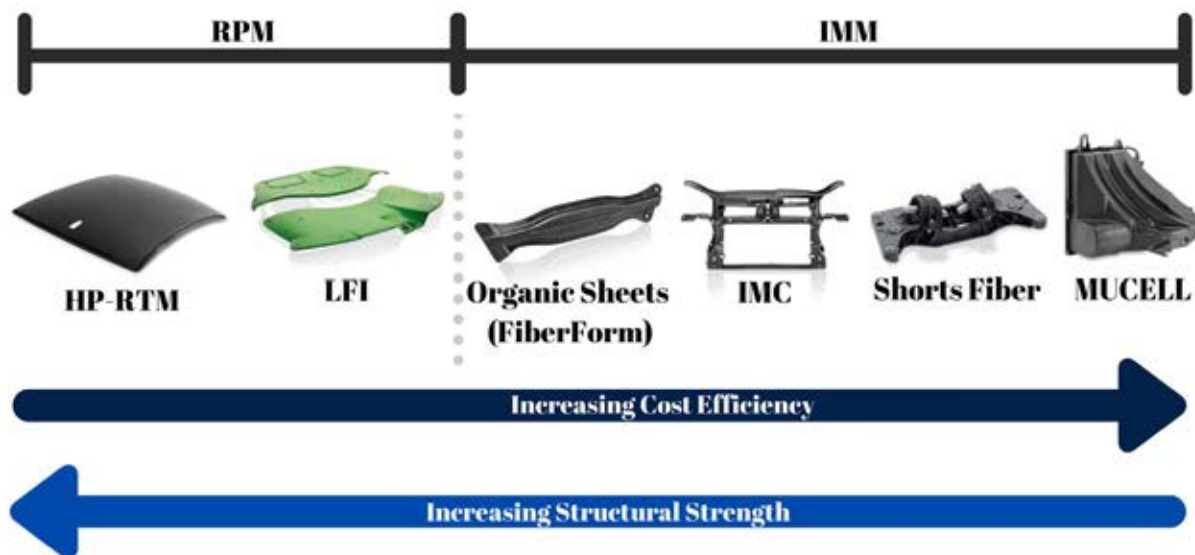 RPM
IMM
HP-RTM
LFI
Organic Sheets
(FiberForm)
IMC
Shorts Fiber
MUCELL
Increasing Cost Efficiency
Increasing Structural Strength